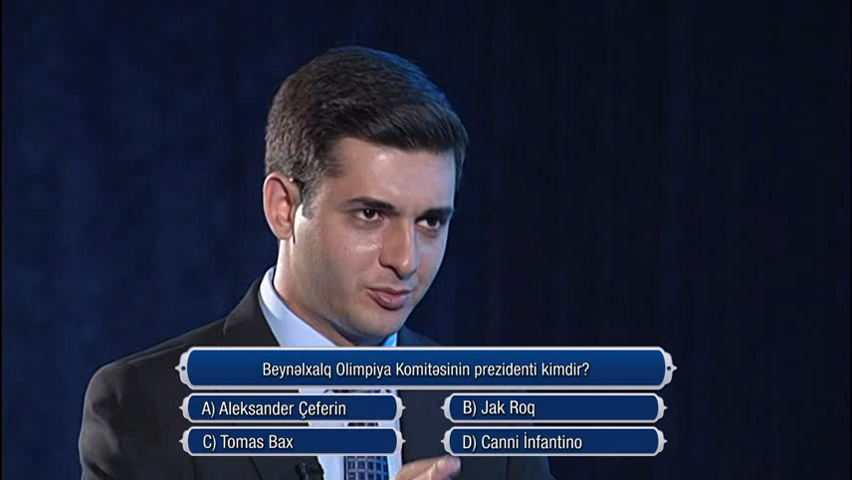 Beynəlxalq Olimpiya Komitəsinin prezidenti kimdir?
A) Aleksander Çeferin
B) Jak Roq
C) Tomas Bax
D) Canni İnfantino